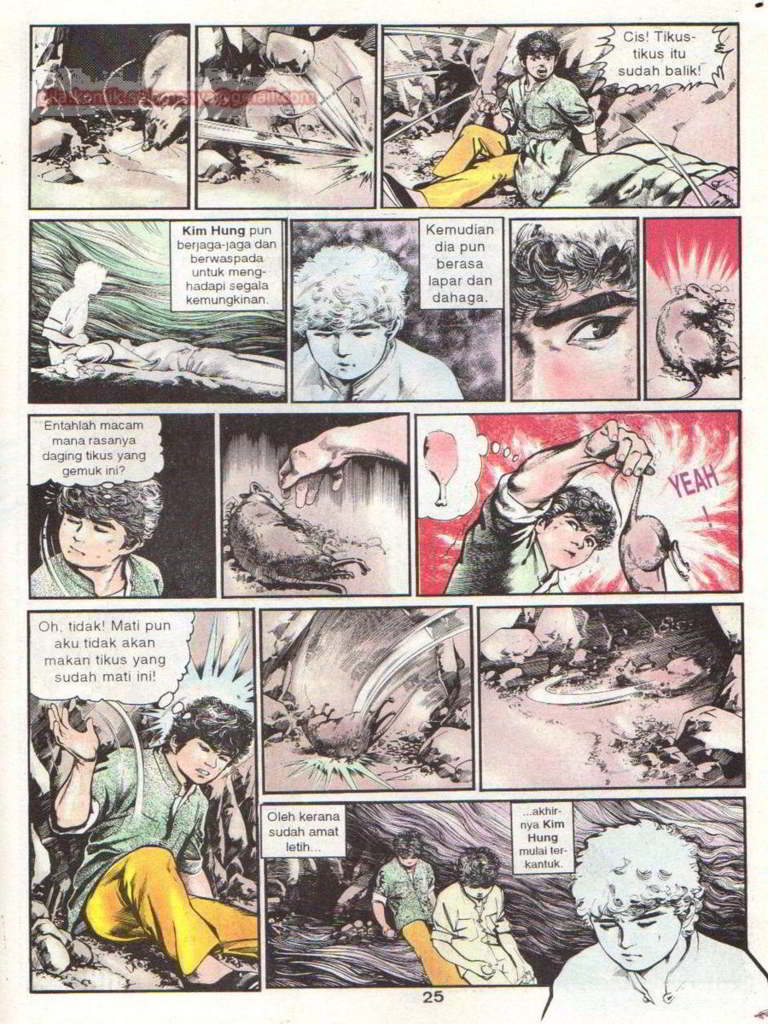 Cis! Tikus-
tikus itu
sudah balik!
Kim Hung pun
berjaga-jaga dan
berwaspada
untuk meng-
hadapi segala
kemungkinan.
Kemudian
dia pun
berasa
lapar dan
dahaga.
Entahlah macam
mana rasanya
daging tikus yang
gemuk ini?
YEAH
!
Oh, tidak! Mati pun
aku tidak akan
makan tikus yang
sudah mati ini!
Oleh kerana
sudah amat
letih...
...akhir-
nya Kim
Hung
mulai ter-
kantuk.
25